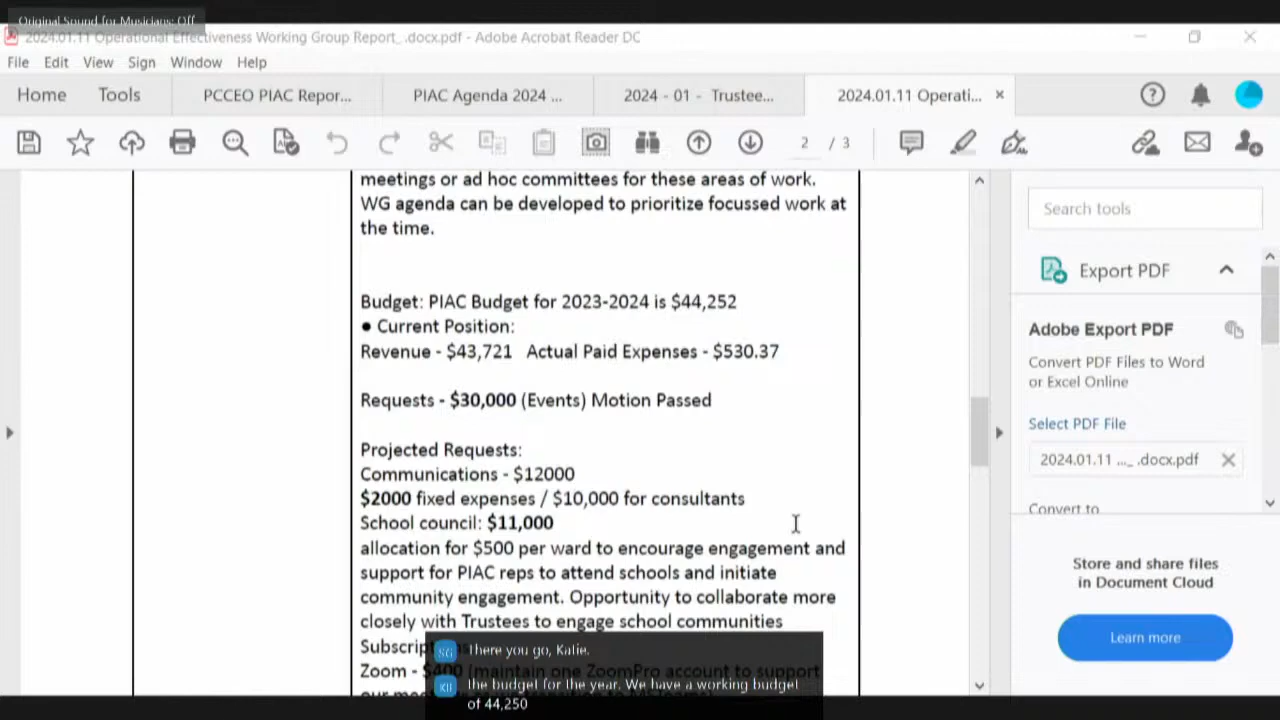 Original Sound for Musicians: Off
2024.01.11 Operational Effectiveness Working Group Report_ .docx.pdf - Adobe Acrobat Reader DC
File Edit View Sign Window Help
Home Tools PCCEO PIAC Repor... PIAC Agenda 2024 ... 2024 - 01 - Trustee... 2024.01.11 Operati...
2 / 3
meetings or ad hoc committees for these areas of work.
WG agenda can be developed to prioritize focussed work at
the time.
Budget: PIAC Budget for 2023-2024 is $44,252
● Current Position:
Revenue - $43,721 Actual Paid Expenses - $530.37
Requests - $30,000 (Events) Motion Passed
Projected Requests:
Communications - $12000
$2000 fixed expenses / $10,000 for consultants
School council: $11,000
allocation for $500 per ward to encourage engagement and
support for PIAC reps to attend schools and initiate
community engagement. Opportunity to collaborate more
closely with Trustees to engage school communities
Zoom - $400 (maintain one ZoomPro account to support
Search tools
Export PDF
Adobe Export PDF
Convert PDF Files to Word
or Excel Online
Select PDF File
2024.01.11 ..._ .docx.pdf
Convert to
Store and share files
in Document Cloud
Learn more
SG There you go, Katie.
the budget for the year. We have a working budget
of 44,250